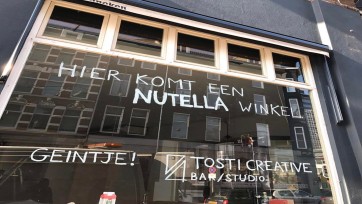 HIER KOMT EEN
NUTELLA WINKEL
GEINTJE!
TOSTI CREATIVE
BAR/STUDIO